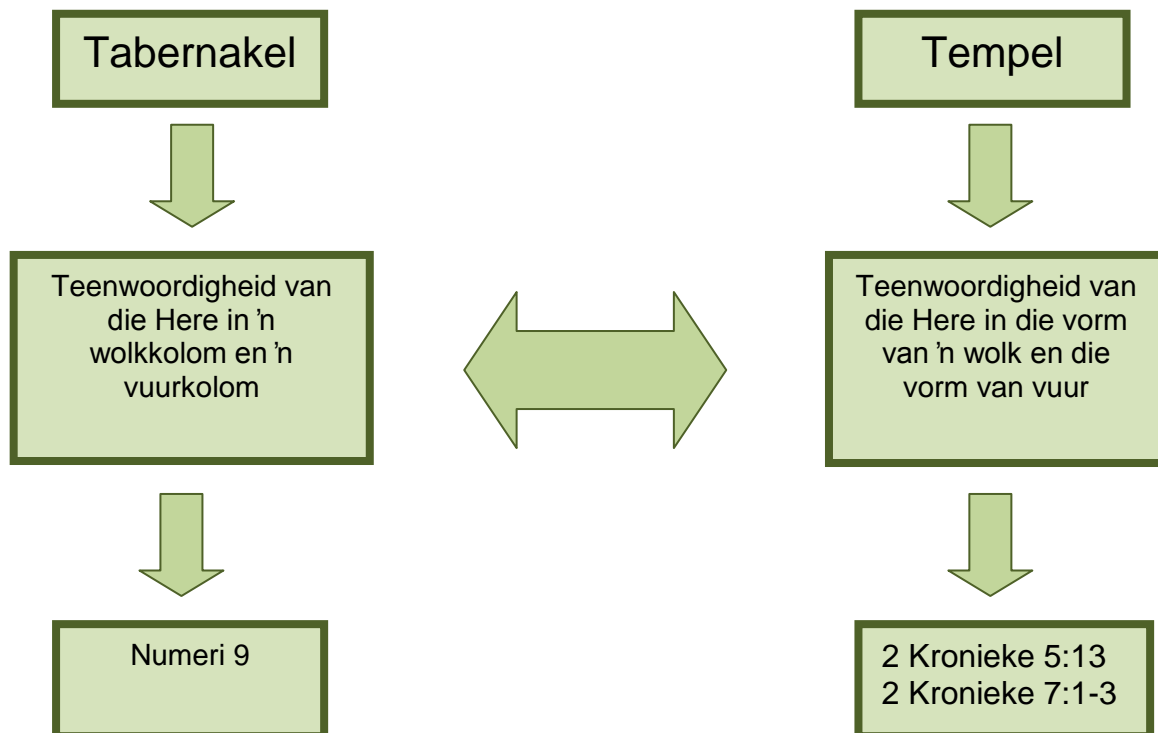 Tabernakel
Tempel
Teenwoordigheid van
die Here in 'n
wolkkolom en 'n
vuurkolom
Teenwoordigheid van
die Here in die vorm
van 'n wolk en die
vorm van vuur
Numeri 9
2 Kronieke 5:13
2 Kronieke 7:1-3